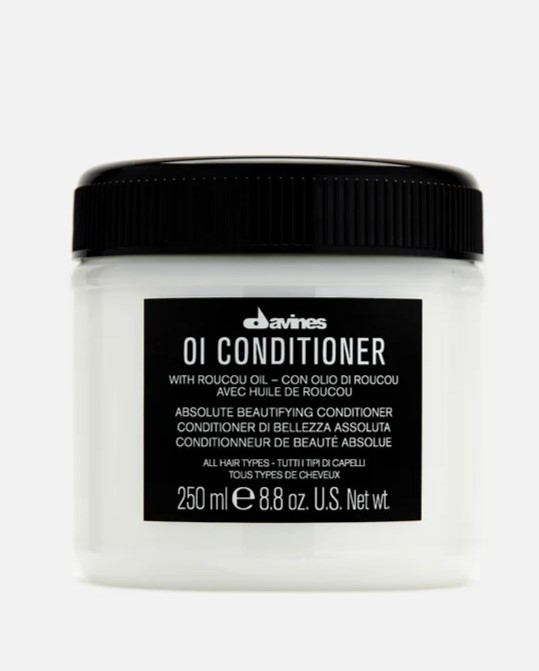 davines
OI CONDITIONER
WITH ROUCOU OIL – CON OLIO DI ROUCOU
AVEC HUILE DE ROUCOU
ABSOLUTE BEAUTIFYING CONDITIONER
CONDITIONER DI BELLEZZA ASSOLUTA
CONDITIONNEUR DE BEAUTÉ ABSOLUE
ALL HAIR TYPES - TUTTI I TIPI DI CAPELLI
TOUS TYPES DE CHEVEUX
250 ml ℮ 8.8 oz. U.S. Net wt.